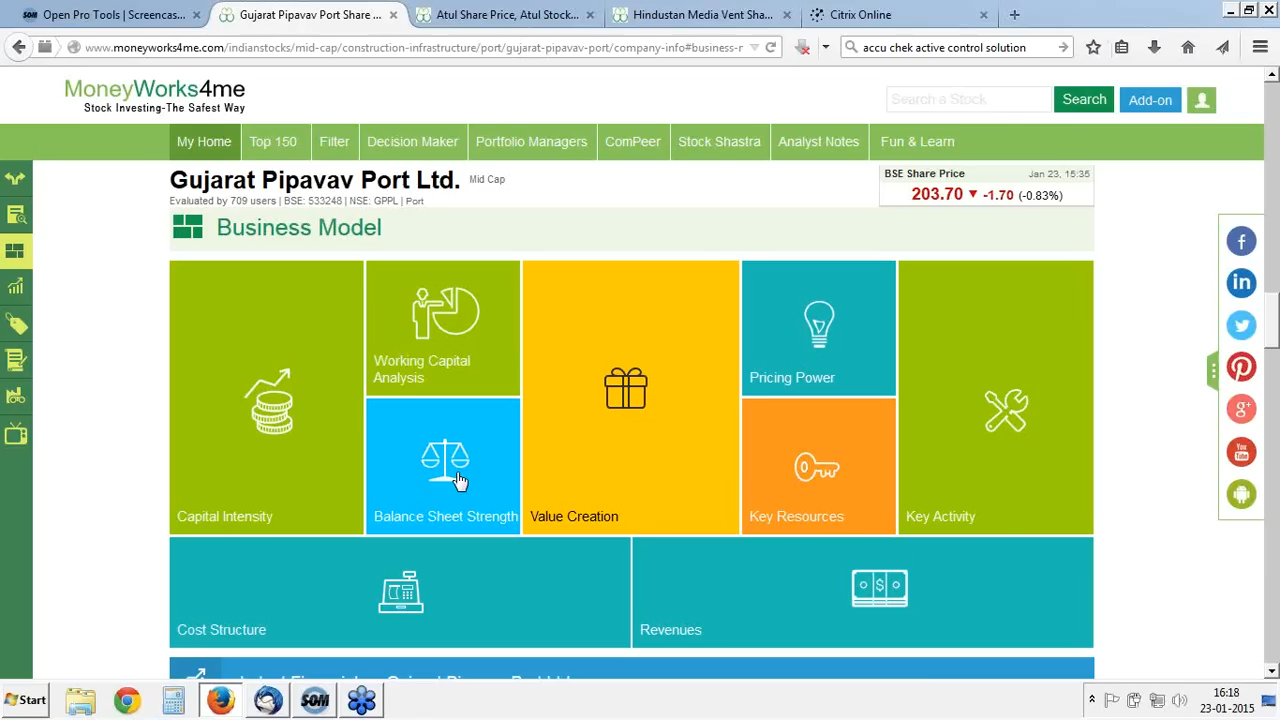 Open Pro Tools | Screencas...
Gujarat Pipavav Port Share ...
Atul Share Price, Atul Stock...
Hindustan Media Vent Sha...
Citrix Online
www.moneyworks4me.com/indianstocks/mid-cap/construction-infrastructure/port/gujarat-pipavav-port/company-info#business-r
accu chek active control solution
MoneyWorks4me
Stock Investing-The Safest Way
Search a Stock
Search
Add-on
My Home
Top 150
Filter
Decision Maker
Portfolio Managers
ComPeer
Stock Shastra
Analyst Notes
Fun & Learn
Gujarat Pipavav Port Ltd. Mid Cap
Evaluated by 709 users | BSE: 533248 | NSE: GPPL | Port
BSE Share Price Jan 23, 15:35
203.70 -1.70 (-0.83%)
Business Model
Working Capital
Analysis
Pricing Power
Capital Intensity
Balance Sheet Strength
Value Creation
Key Resources
Key Activity
Cost Structure
Revenues
You
Tube
Start
SOM
16:18
23-01-2015